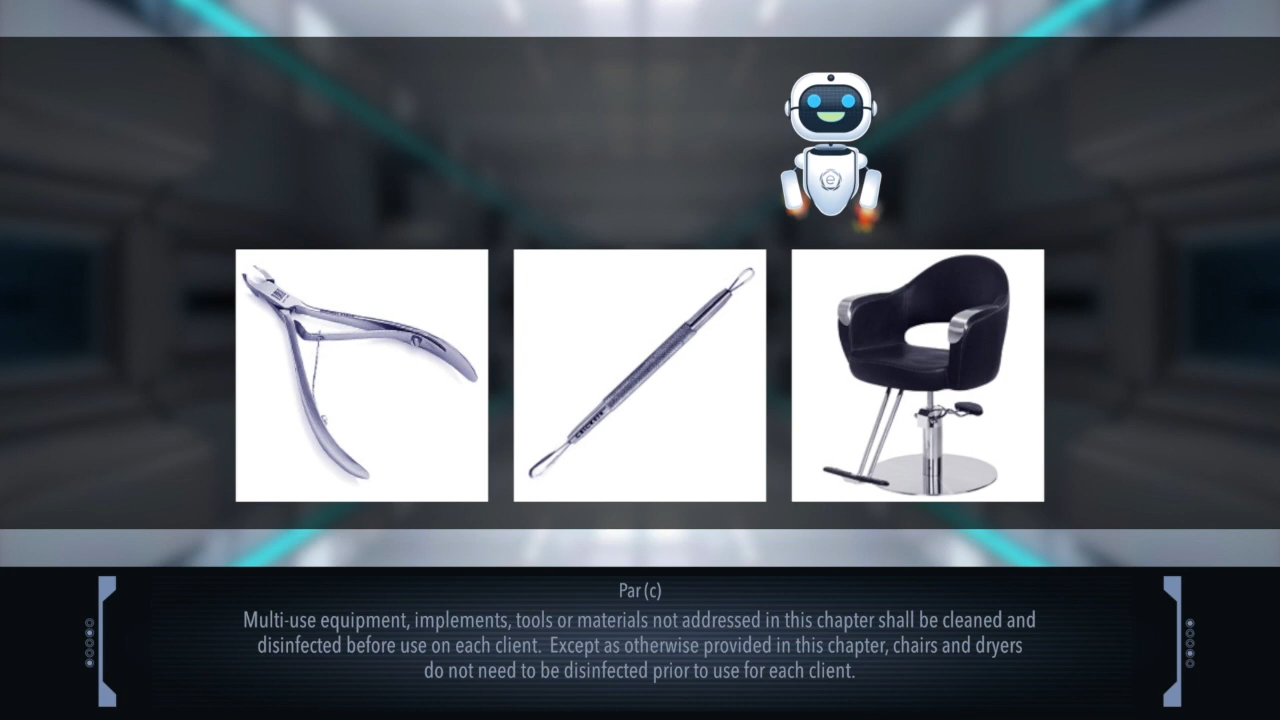 e
Par (c)
Multi-use equipment, implements, tools or materials not addressed in this chapter shall be cleaned and
disinfected before use on each client.  Except as otherwise provided in this chapter, chairs and dryers
do not need to be disinfected prior to use for each client.